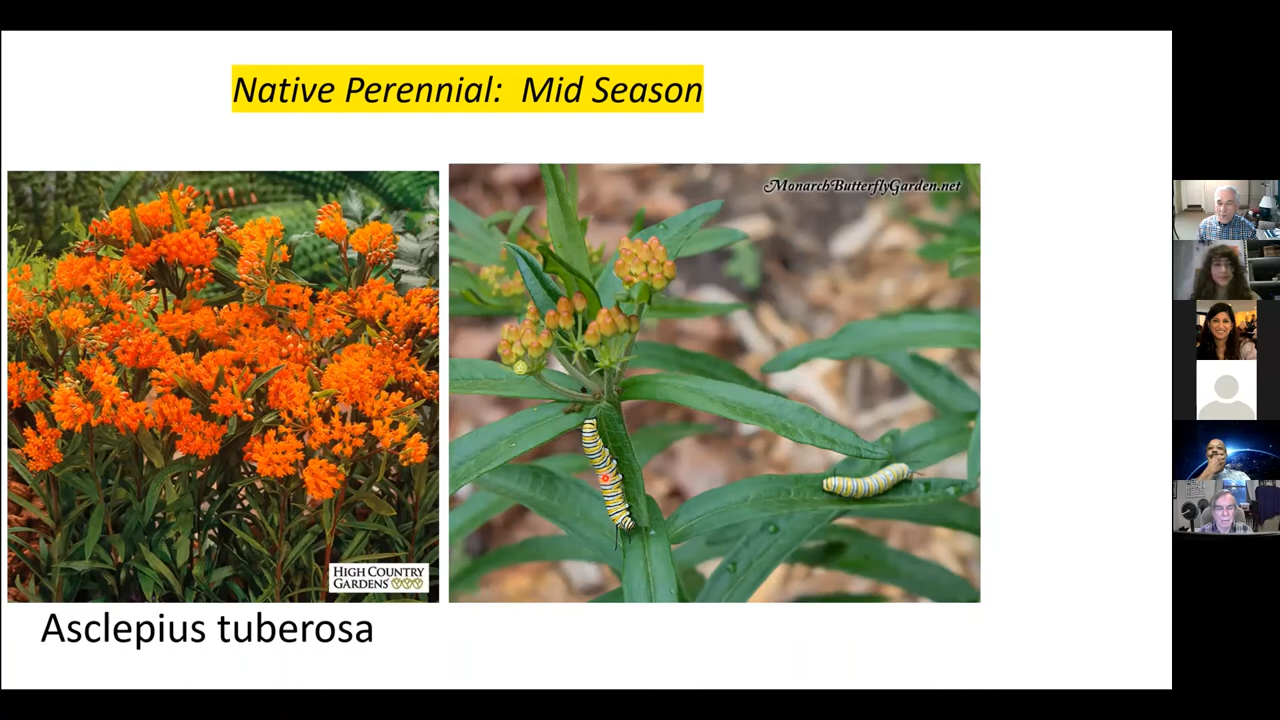 Native Perennial:  Mid Season
MonarchButterflyGarden.net
HIGH COUNTRY
GARDENS
Asclepius tuberosa